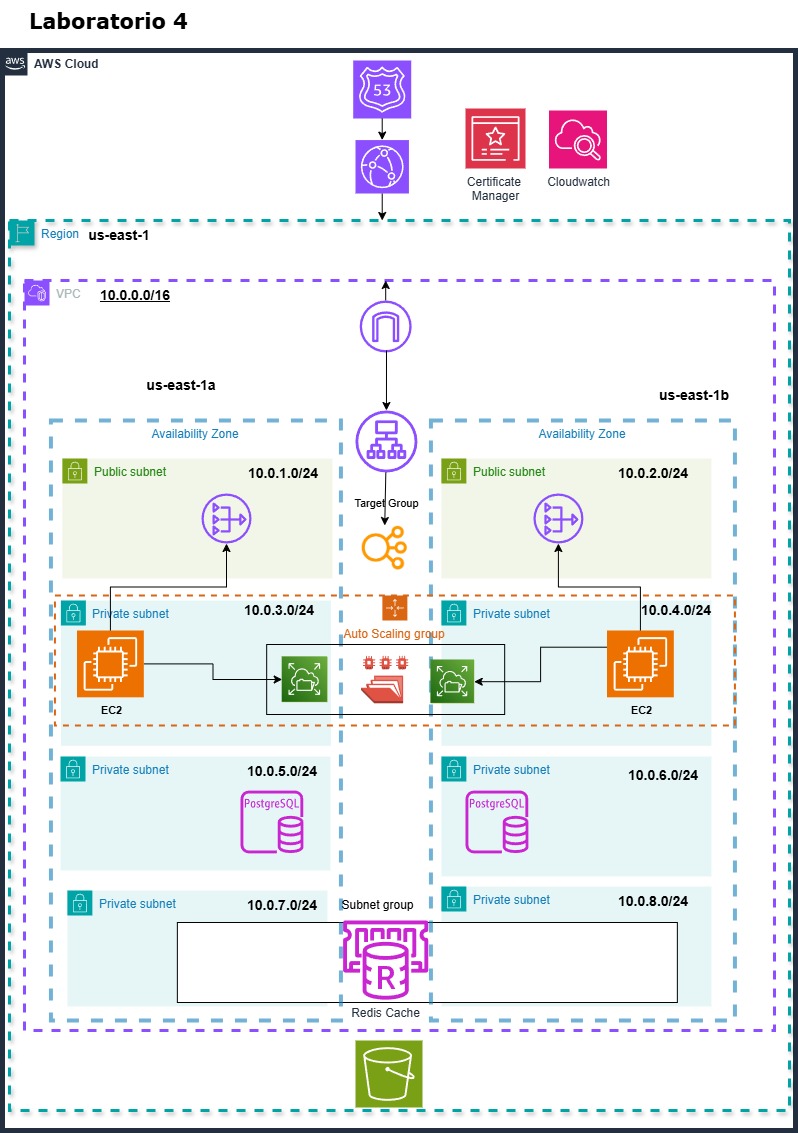 Laboratorio 4
aws
AWS Cloud
53
Certificate
Manager
Cloudwatch
Region
us-east-1
VPC
10.0.0.0/16
us-east-1a
us-east-1b
Availability Zone
Availability Zone
Public subnet
10.0.1.0/24
Public subnet
10.0.2.0/24
Target Group
Private subnet
10.0.3.0/24
Private subnet
10.0.4.0/24
Auto Scaling group
EC2
EC2
Private subnet
10.0.5.0/24
Private subnet
10.0.6.0/24
PostgreSQL
PostgreSQL
Private subnet
10.0.7.0/24
Subnet group
Private subnet
10.0.8.0/24
R
Redis Cache